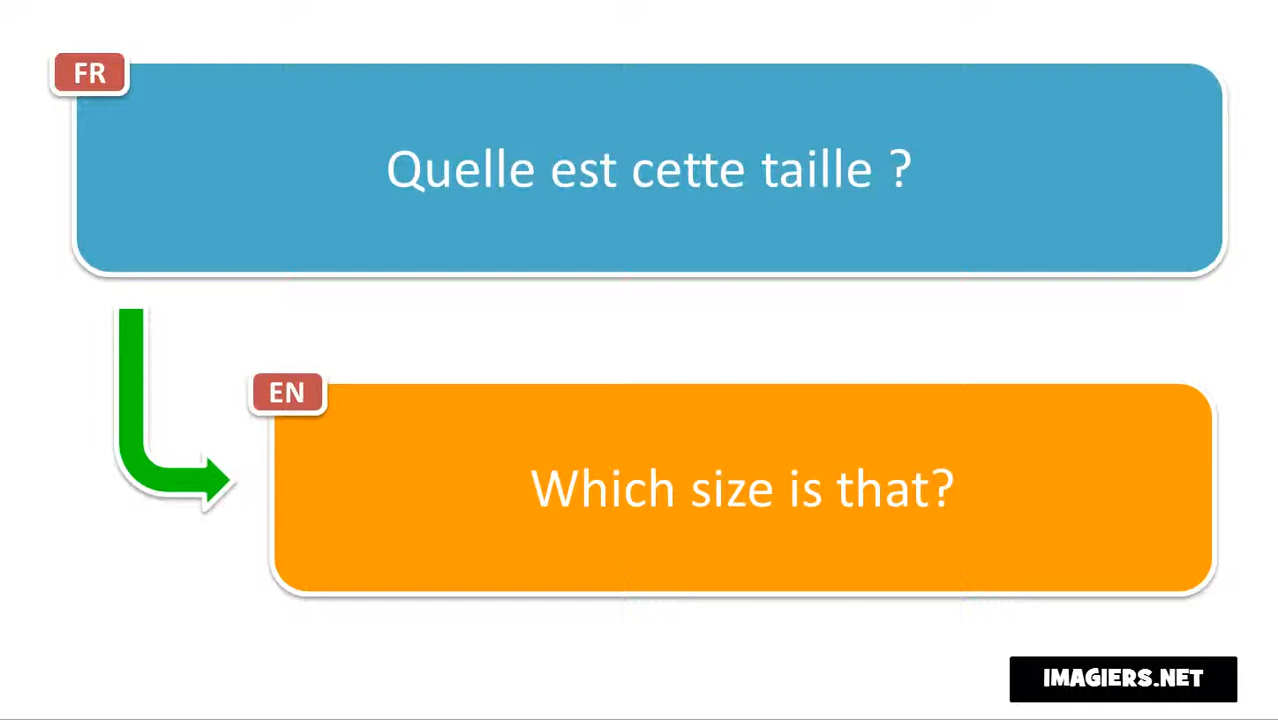 FR
Quelle est cette taille ?
EN
Which size is that?
IMAGIERS.NET